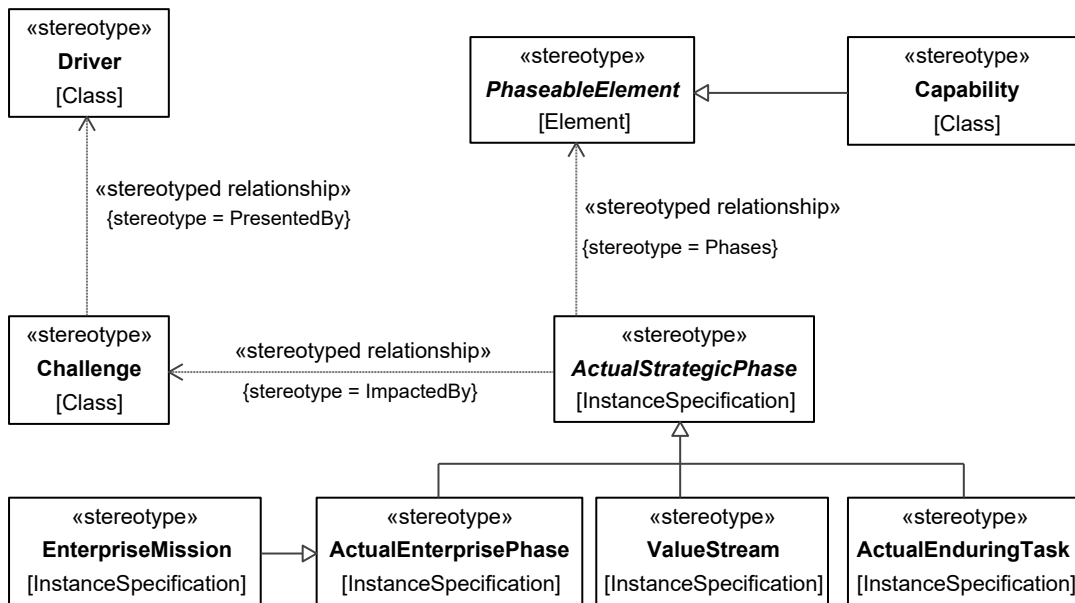 «stereotype»
Driver
[Class]
«stereotype»
PhaseableElement
[Element]
«stereotype»
Capability
[Class]
«stereotyped relationship»
{stereotype = PresentedBy}
«stereotyped relationship»
{stereotype = Phases}
«stereotype»
Challenge
[Class]
«stereotyped relationship»
{stereotype = ImpactedBy}
«stereotype»
ActualStrategicPhase
[InstanceSpecification]
«stereotype»
EnterpriseMission
[InstanceSpecification]
«stereotype»
ActualEnterprisePhase
[InstanceSpecification]
«stereotype»
ValueStream
[InstanceSpecification]
«stereotype»
ActualEnduringTask
[InstanceSpecification]